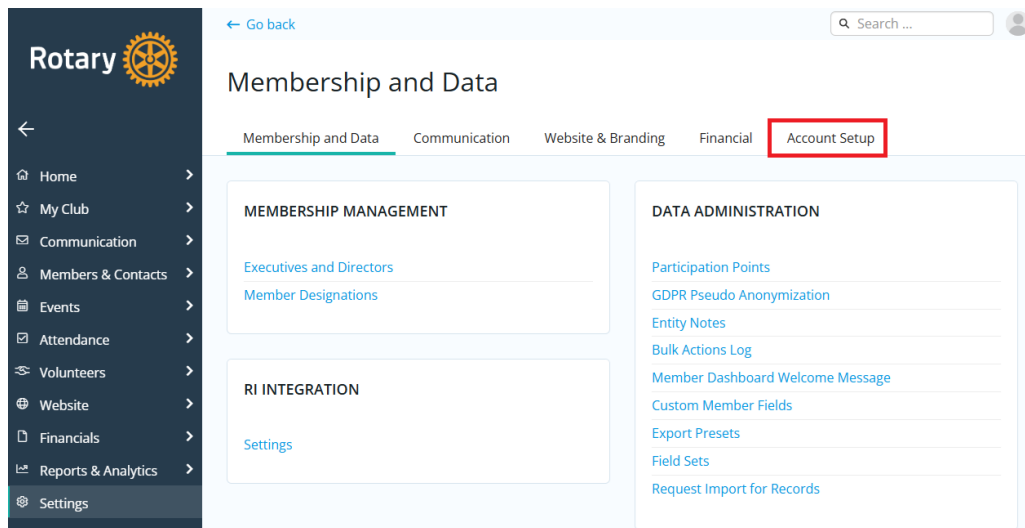 Rotary
Home
My Club
Communication
Members & Contacts
Events
Attendance
Volunteers
Website
Financials
Reports & Analytics
Settings
← Go back
Search ...
Membership and Data
Membership and Data Communication Website & Branding Financial Account Setup
MEMBERSHIP MANAGEMENT
Executives and Directors
Member Designations
RI INTEGRATION
Settings
DATA ADMINISTRATION
Participation Points
GDPR Pseudo Anonymization
Entity Notes
Bulk Actions Log
Member Dashboard Welcome Message
Custom Member Fields
Export Presets
Field Sets
Request Import for Records